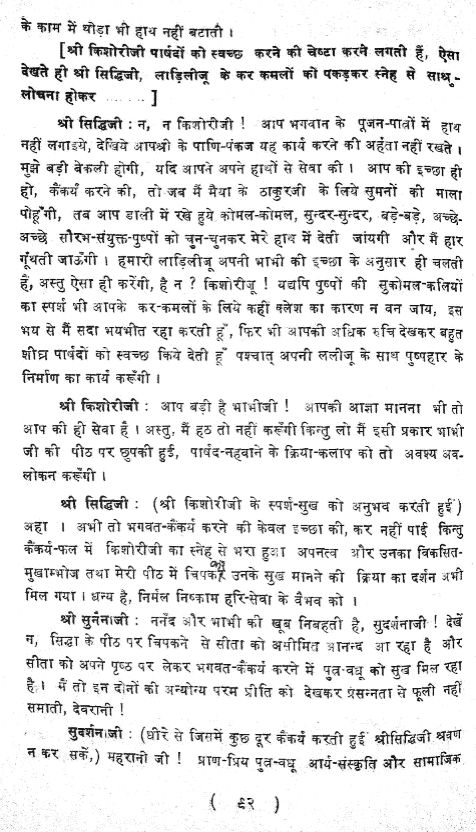 के काम में थोड़ा भी हाथ नहीं बटाती ।
[श्री किशोरीजी पार्षदों को स्वच्छ करने की चेष्टा करने लगती हैं, ऐसा
देखते ही श्री सिद्धिजी, लाड़िलीजू के कर कमलों को पकड़कर स्नेह से साश्रु-
लोचना होकर ........ ]
श्री सिद्धिजी : न, न किशोरीजी ! आप भगवान के पूजन-पात्रों में हाथ
नहीं लगाइये, देखिये आपश्री के पाणि-पंकज यह कार्य करने की अर्हता नहीं रखते ।
मुझे बड़ी बेकली होगी, यदि आपने अपने हाथों से सेवा की । आप की इच्छा ही
हो, कैंकर्य करने की, तो जब मैं मैया के ठाकुरजी के लिये सुमनों की माला
पोहूँगी, तब आप डाली में रखे हुये कोमल-कोमल, सुन्दर-सुन्दर, बड़े-बड़े, अच्छे-
अच्छे सौरभ-संयुक्त-पुष्पों को चुन-चुनकर मेरे हाथ में देती जायगी और मैं हार
गूँथती जाऊँगी । हमारी लाड़िलीजू अपनी भाभी की इच्छा के अनुसार ही चलती
हैं, अस्तु ऐसा ही करेंगी, है न ? किशोरीजू ! यद्यपि पुष्पों की सुकोमल-कलियों
का स्पर्श भी आपके कर-कमलों के लिये कहीं क्लेश का कारण न बन जाय, इस
भय से मैं सदा भयभीत रहा करती हूँ, फिर भी आपकी अधिक रुचि देखकर बहुत
शीघ्र पार्षदों को स्वच्छ किये देती हूँ पश्चात् अपनी ललीजू के साथ पुष्पहार के
निर्माण का कार्य करूँगी ।
श्री किशोरीजी : आप बड़ी है भाभीजी ! आपकी आज्ञा मानना भी तो
आप की ही सेवा है । अस्तु, मैं हठ तो नहीं करूँगी किन्तु लो मैं इसी प्रकार भाभी
जी की पीठ पर छुपकी हुई, पार्षद-नहवाने के क्रिया-कलाप को तो अवश्य अव-
लोकन करूँगी ।
श्री सिद्धिजी : (श्री किशोरीजी के स्पर्श-सुख को अनुभव करती हुई)
अहा । अभी तो भगवत-कैंकर्य करने की केवल इच्छा की, कर नहीं पाई किन्तु
कैंकर्य-फल में किशोरीजी का स्नेह से भरा हुआ अपनत्व और उनका विकसित-
मुखाम्भोज तथा मेरी पीठ में चिपक की उनके सुख मानने की क्रिया का दर्शन अभी
मिल गया । धन्य है, निर्मल निष्काम हरि-सेवा के वैभव को ।
श्री सुनैनाजी : ननँद और भाभी की खूब निबहती है, सुदर्शनाजी ! देखें
न, सिद्धा के पीठ पर चिपकने से सीता को असीमित आनन्द आ रहा है और
सीता को अपने पृष्ठ पर लेकर भगवत-कैंकर्य करने में पुत्र-वधू को सुख मिल रहा
है । मैं तो इन दोनों की अन्योन्य परम प्रीति को देखकर प्रसन्नता से फूली नहीं
समाती, देवरानी !
सुदर्शनाजी : (धीरे से जिसमें कुछ दूर कैंकर्य करती हुई श्रीसिद्धिजी श्रवण
न कर सकें,) महरानी जी ! प्राण-प्रिय पुत्र-वधू आर्य-संस्कृति और सामाजिक
( ९२ )